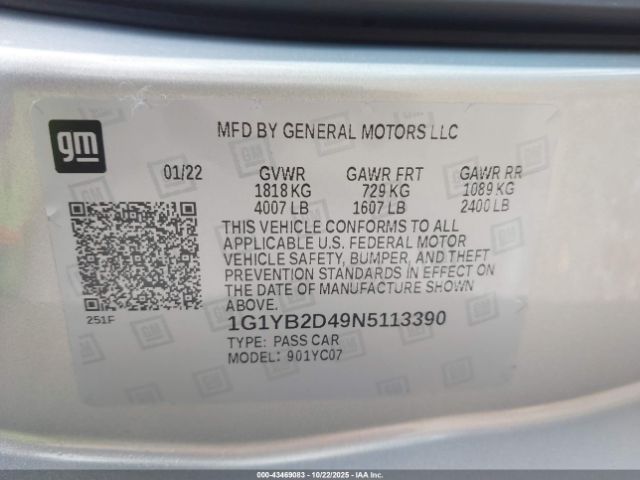 gm
MFD BY GENERAL MOTORS LLC
01/22 GVWR GAWR FRT GAWR RR
1818 KG 729 KG 1089 KG
4007 LB 1607 LB 2400 LB
THIS VEHICLE CONFORMS TO ALL
APPLICABLE U.S. FEDERAL MOTOR
VEHICLE SAFETY, BUMPER, AND THEFT
PREVENTION STANDARDS IN EFFECT ON
THE DATE OF MANUFACTURE SHOWN
ABOVE.
251F
1G1YB2D49N5113390
TYPE: PASS CAR
MODEL: 901YC07
000-43469083 - 10/22/2025 - IAAI.COM